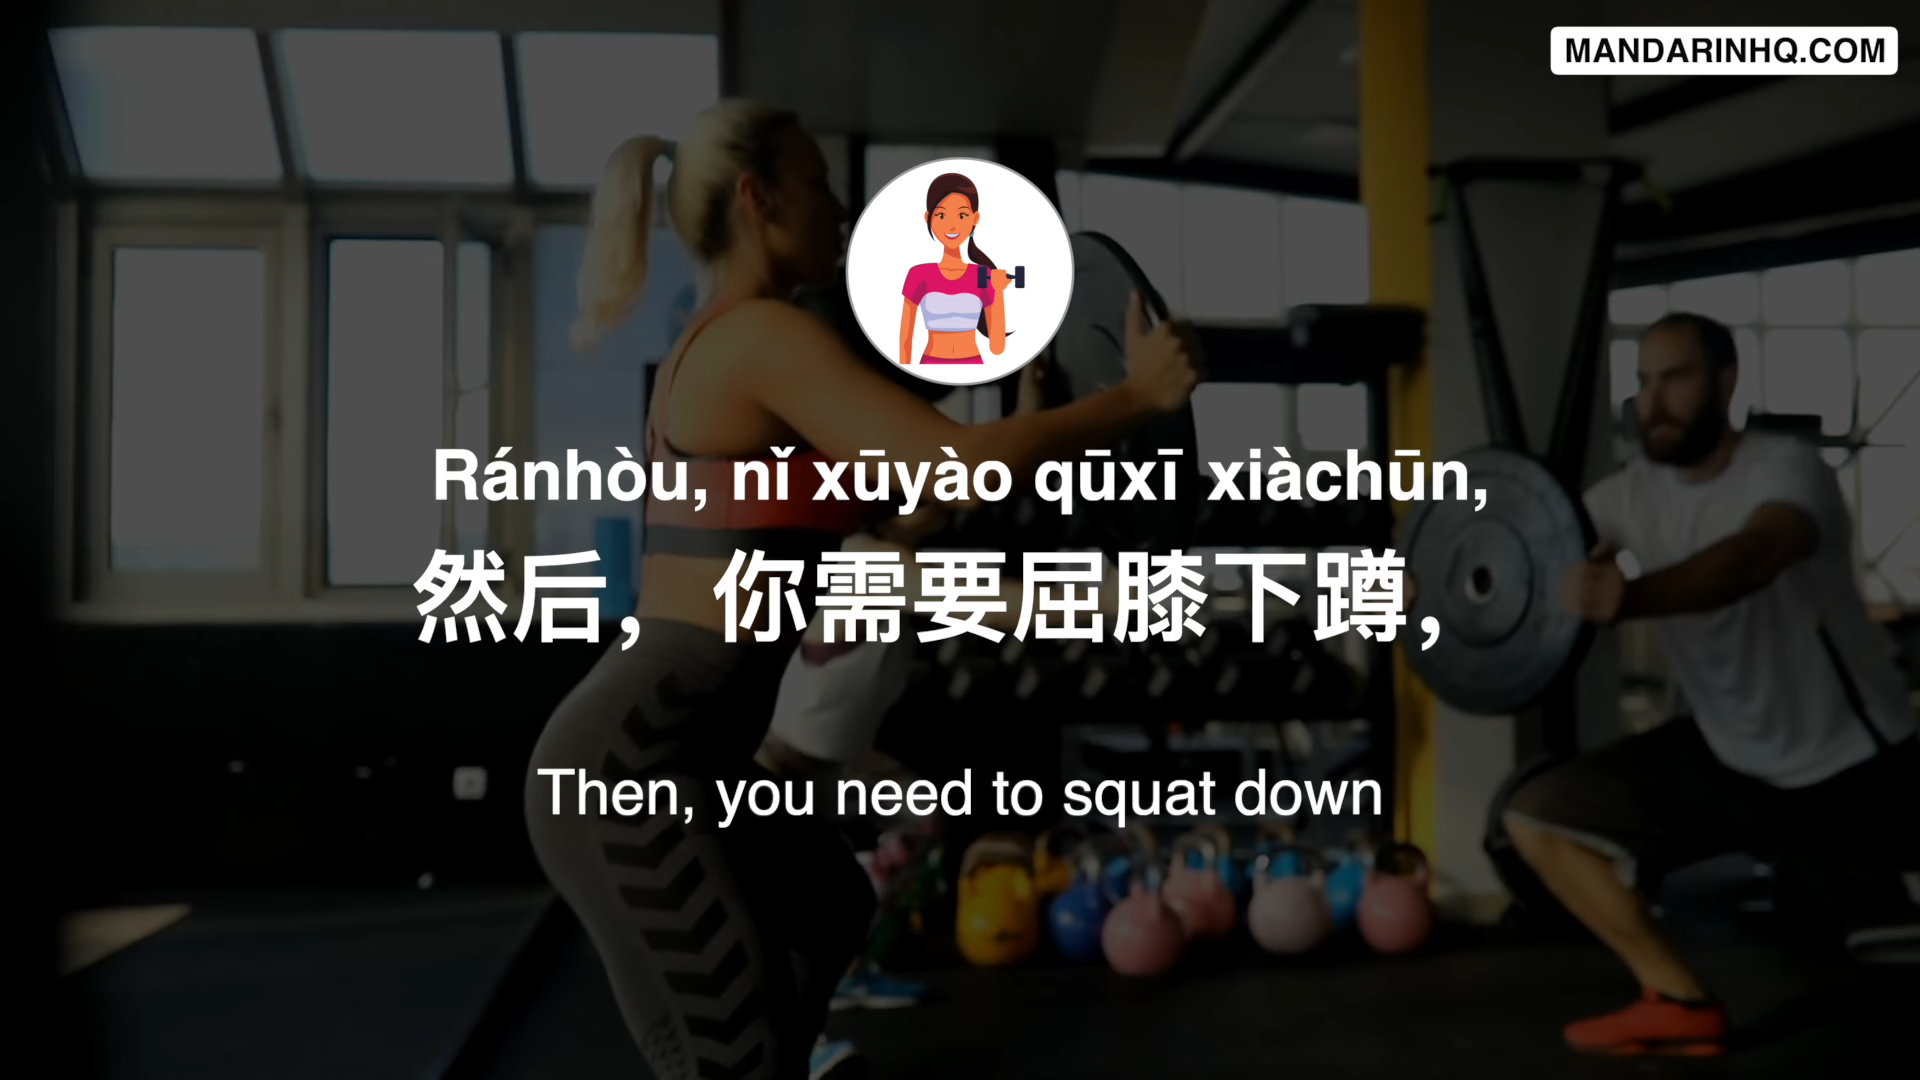 MANDARINHQ.COM
Ránhòu, nǐ xūyào qūxī xiàchūn,
然后，你需要屈膝下蹲，
Then, you need to squat down